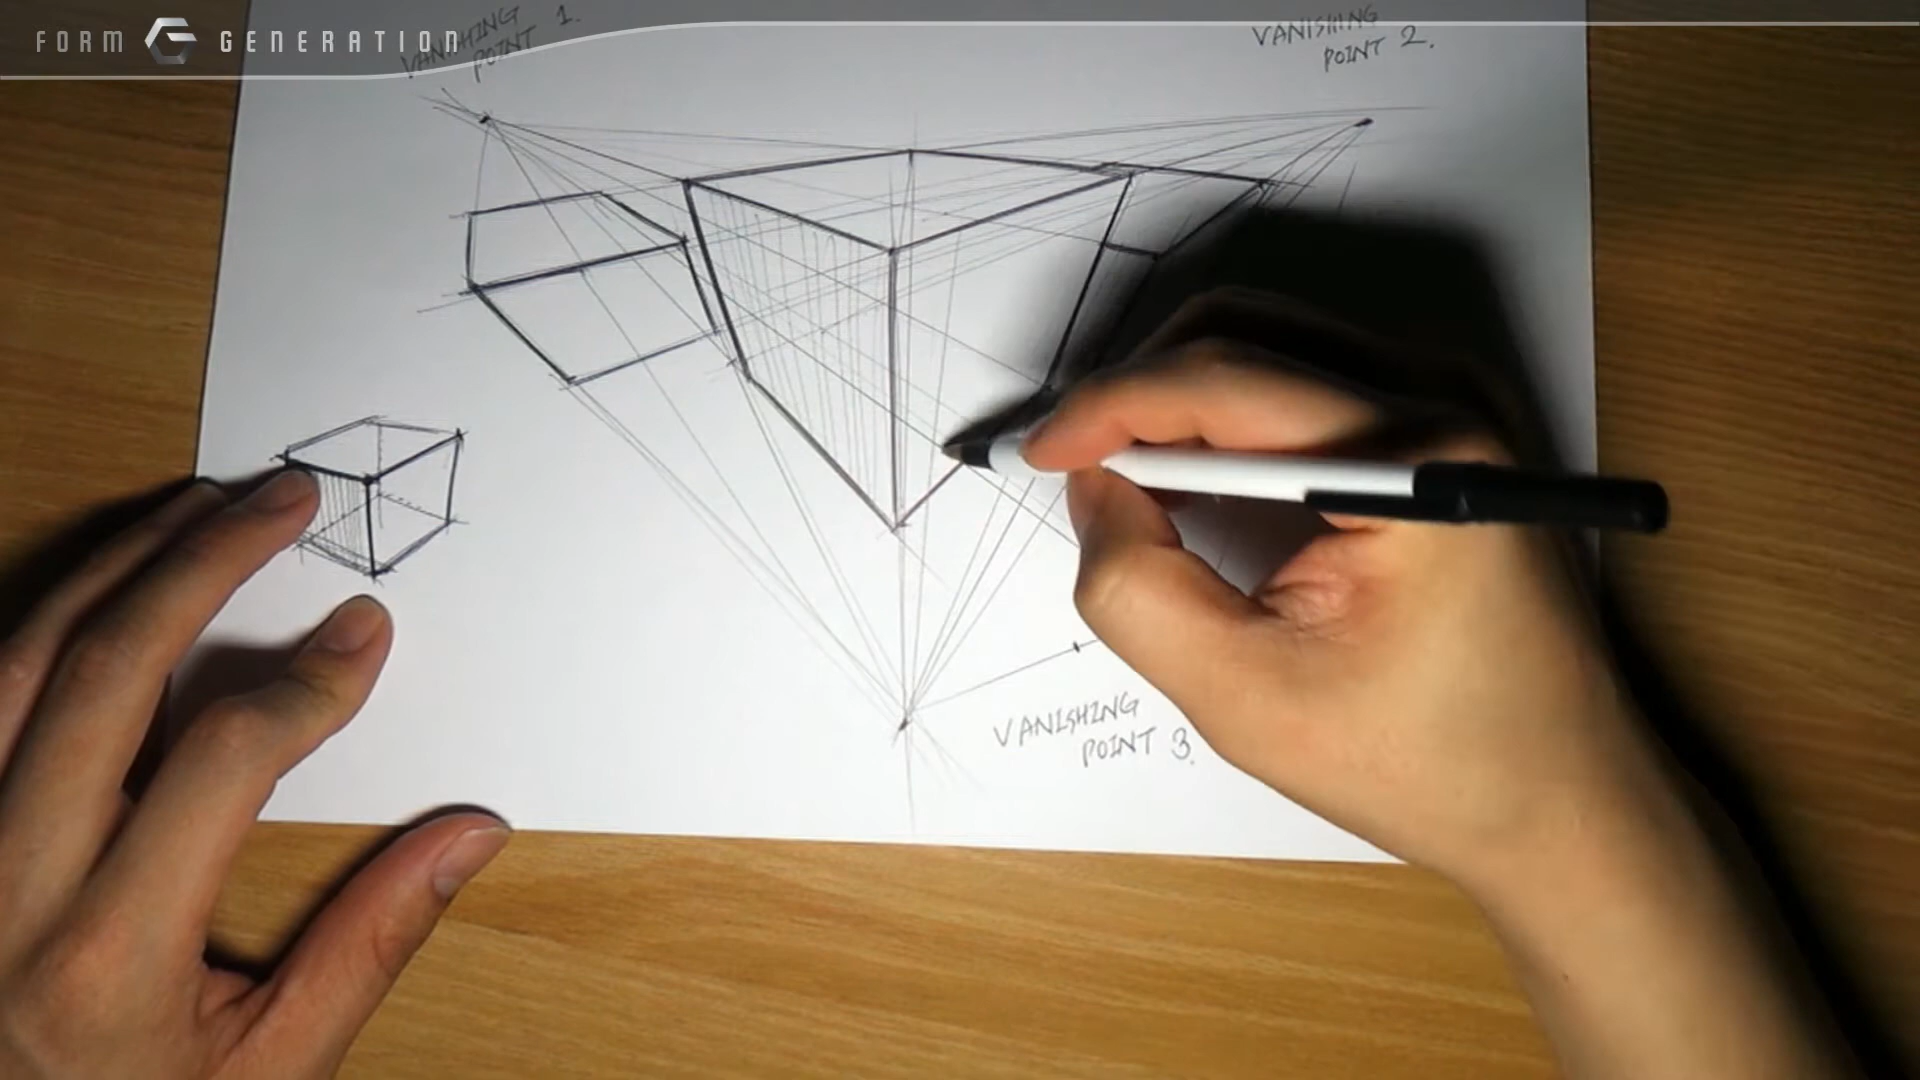 FORM GENERATION
VANISHING
POINT 1.
VANISHING
POINT 2.
VANISHING
POINT 3.